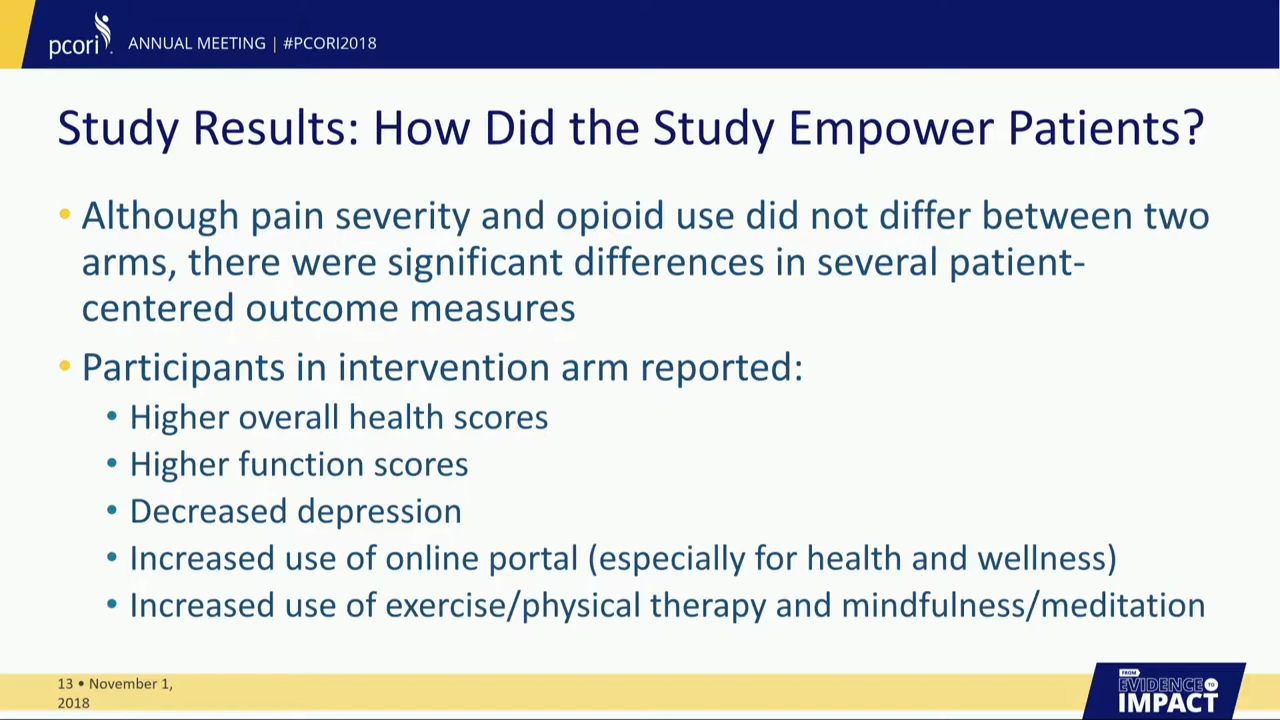 pcori
ANNUAL MEETING | #PCORI2018
Study Results: How Did the Study Empower Patients?
• Although pain severity and opioid use did not differ between two
arms, there were significant differences in several patient-
centered outcome measures
• Participants in intervention arm reported:
• Higher overall health scores
• Higher function scores
• Decreased depression
• Increased use of online portal (especially for health and wellness)
• Increased use of exercise/physical therapy and mindfulness/meditation
13 • November 1,
2018
FROM
EVIDENCE TO
IMPACT